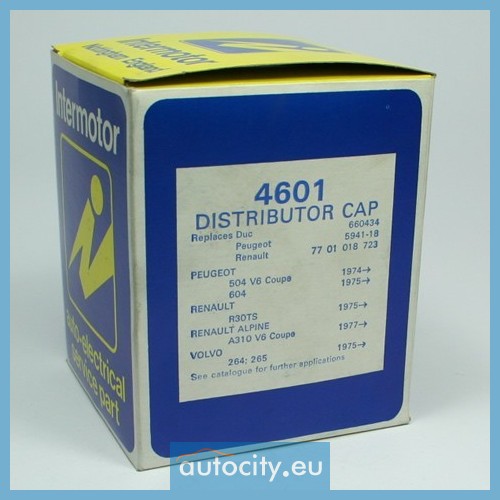 Intermotor
Nottingham England
Intermotor
auto-electrical
service part
4601
DISTRIBUTOR CAP
Replaces Duc 660434
Peugeot 5941-18
Renault 77 01 018 723
PEUGEOT
504 V6 Coupe 1974→
604 1975→
RENAULT
R30TS 1975→
RENAULT ALPINE
A310 V6 Coupe 1977→
VOLVO
264; 265 1975→
See catalogue for further applications
autocity.eu